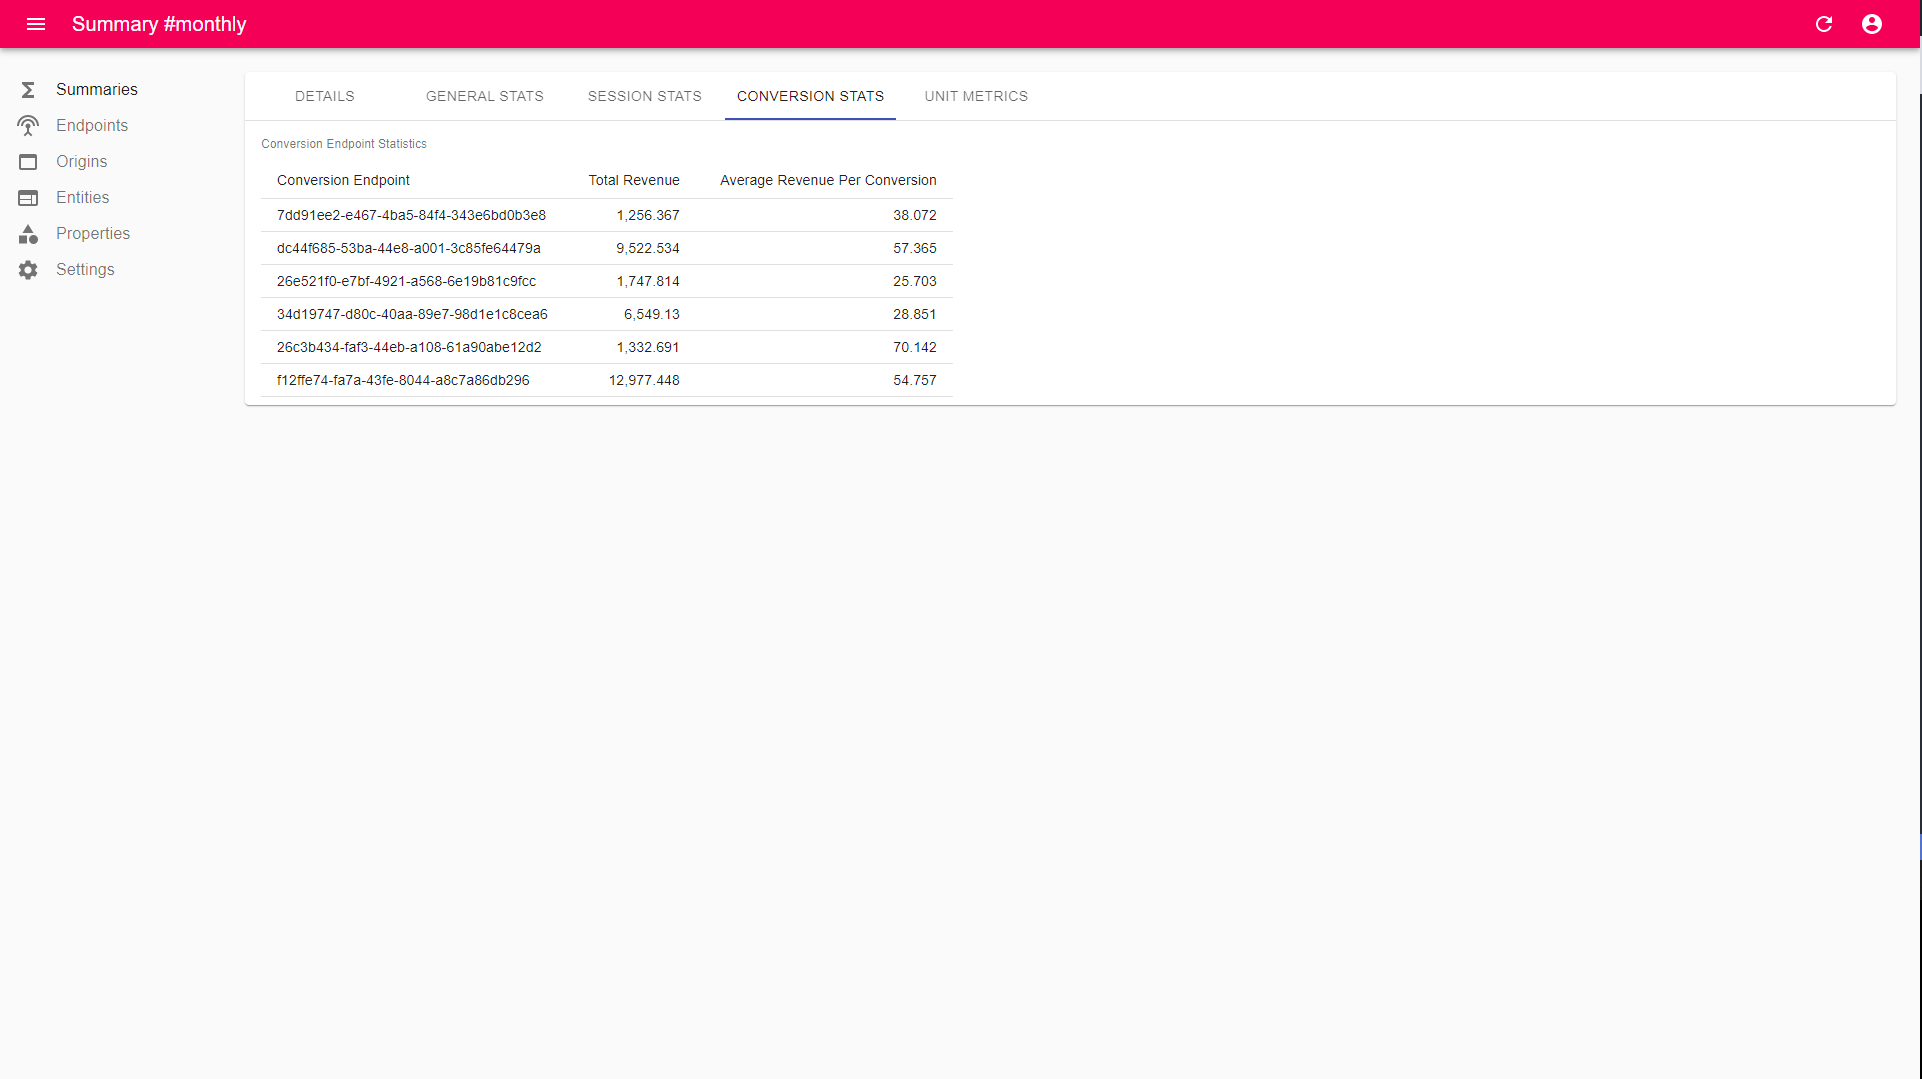 Summary #monthly
Summaries
Endpoints
Origins
Entities
Properties
Settings
DETAILS GENERAL STATS SESSION STATS CONVERSION STATS UNIT METRICS
Conversion Endpoint Statistics
Conversion Endpoint Total Revenue Average Revenue Per Conversion
7dd91ee2-e467-4ba5-84f4-343e6bd0b3e8 1,256.367 38.072
dc44f685-53ba-44e8-a001-3c85fe64479a 9,522.534 57.365
26e521f0-e7bf-4921-a568-6e19b81c9fcc 1,747.814 25.703
34d19747-d80c-40aa-89e7-98d1e1c8cea6 6,549.13 28.851
26c3b434-faf3-44eb-a108-61a90abe12d2 1,332.691 70.142
f12ffe74-fa7a-43fe-8044-a8c7a86db296 12,977.448 54.757